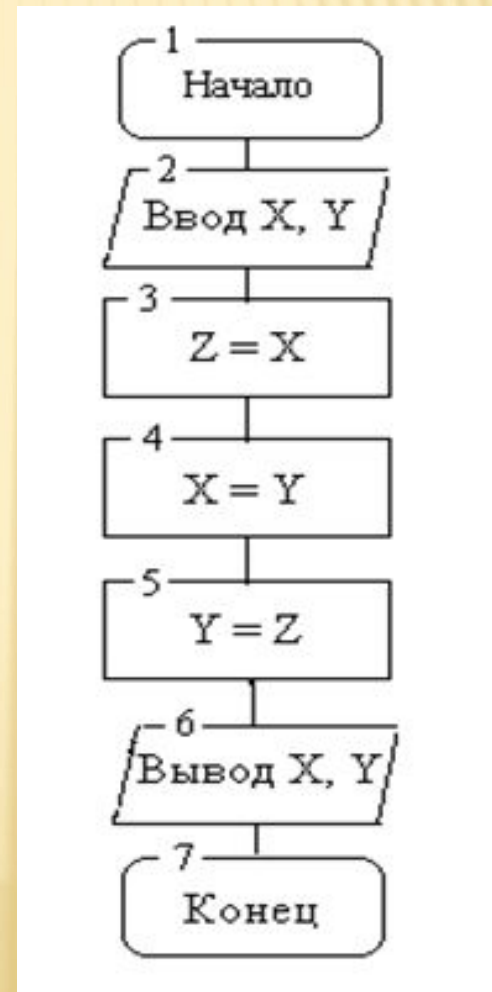 1
Начало
2
Ввод X, Y
3
Z = X
4
X = Y
5
Y = Z
6
Вывод X, Y
7
Конец